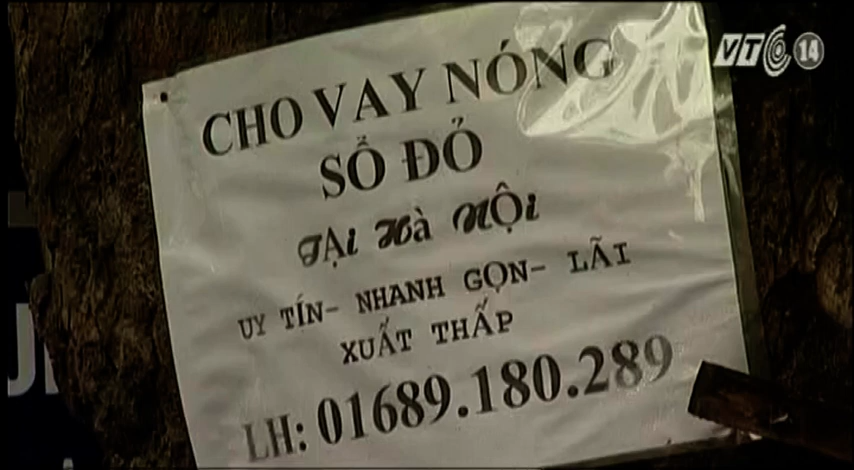 VTC 14
CHO VAY NÓNG
SỔ ĐỎ
TẠi Hà NỘi
UY TÍN- NHANH GỌN- LÃI
XUẤT THẤP
LH: 01689.180.289